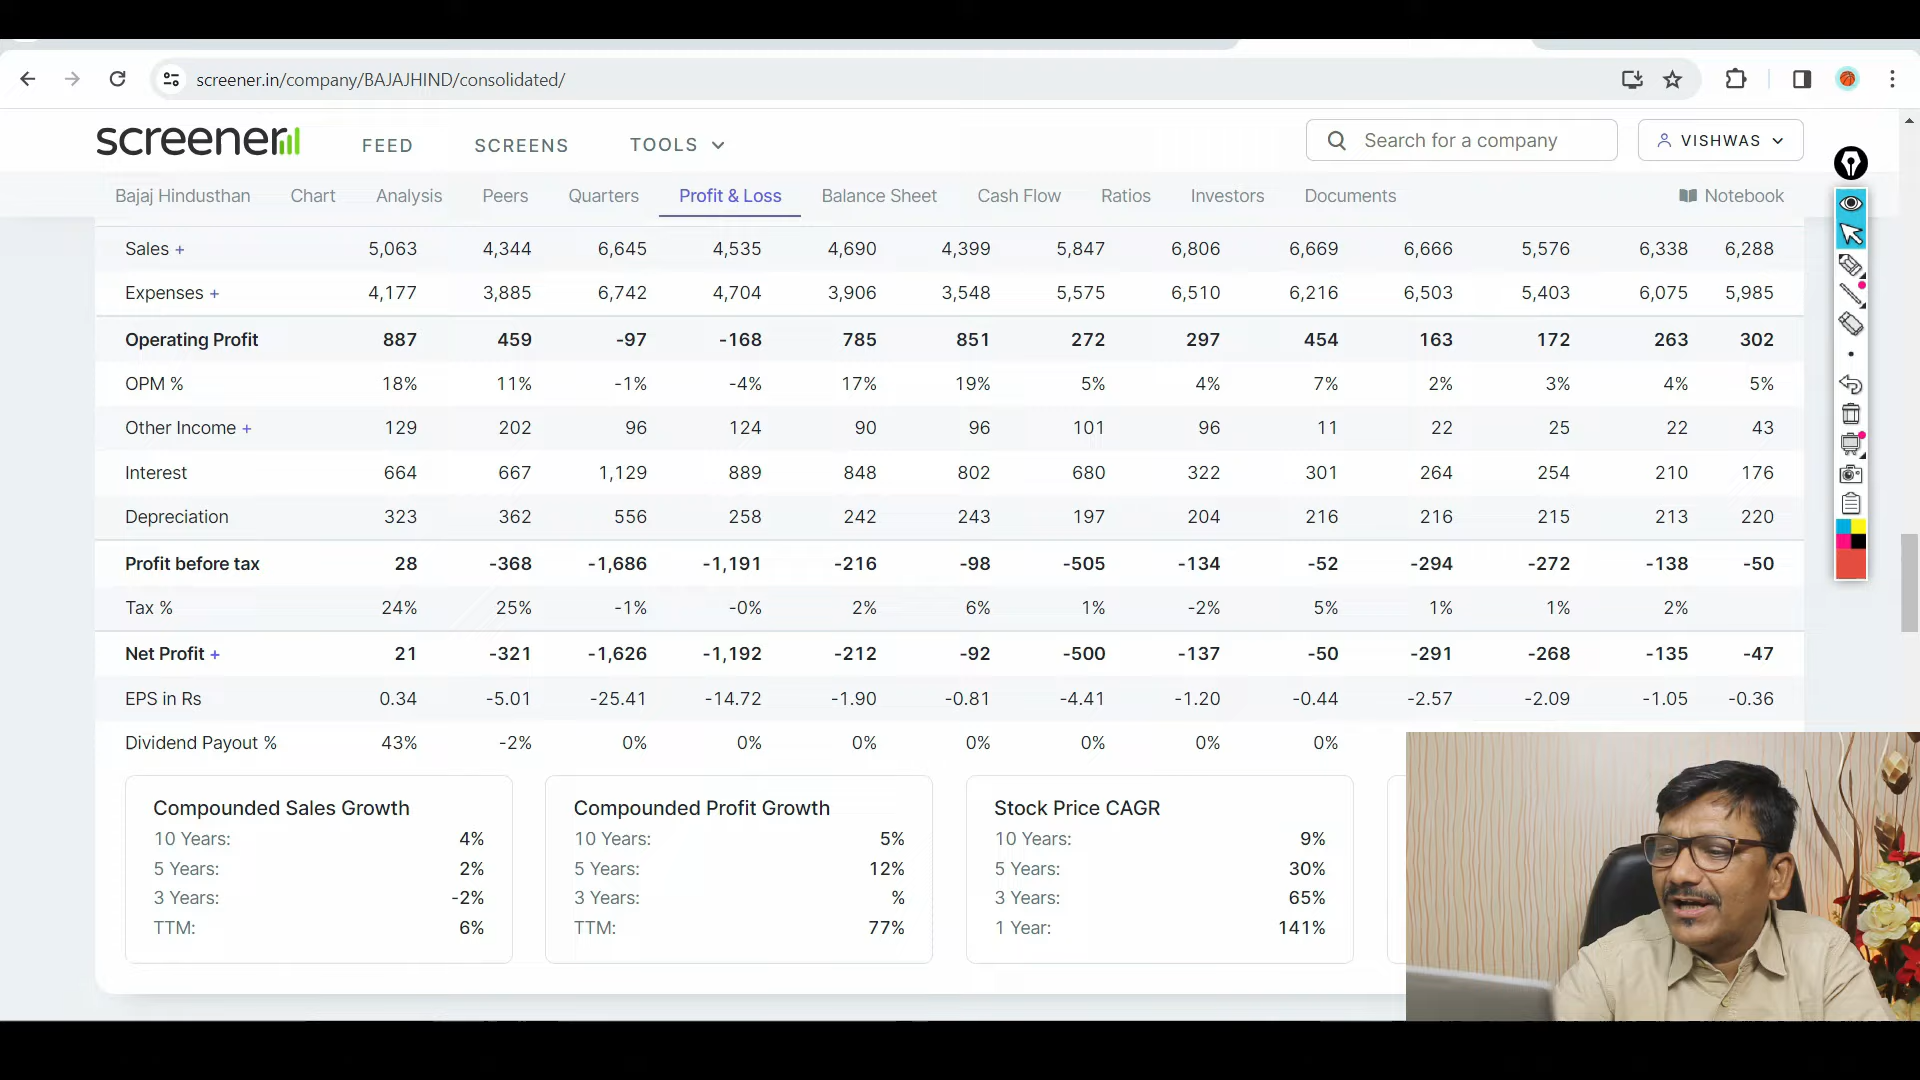 screener.in/company/BAJAJHIND/consolidated/
screener FEED SCREENS TOOLS Search for a company VISHWAS
Bajaj Hindusthan Chart Analysis Peers Quarters Profit & Loss Balance Sheet Cash Flow Ratios Investors Documents Notebook
Sales + 5,063 4,344 6,645 4,535 4,690 4,399 5,847 6,806 6,669 6,666 5,576 6,338 6,288
Expenses + 4,177 3,885 6,742 4,704 3,906 3,548 5,575 6,510 6,216 6,503 5,403 6,075 5,985
Operating Profit 887 459 -97 -168 785 851 272 297 454 163 172 263 302
OPM % 18% 11% -1% -4% 17% 19% 5% 4% 7% 2% 3% 4% 5%
Other Income + 129 202 96 124 90 96 101 96 11 22 25 22 43
Interest 664 667 1,129 889 848 802 680 322 301 264 254 210 176
Depreciation 323 362 556 258 242 243 197 204 216 216 215 213 220
Profit before tax 28 -368 -1,686 -1,191 -216 -98 -505 -134 -52 -294 -272 -138 -50
Tax % 24% 25% -1% -0% 2% 6% 1% -2% 5% 1% 1% 2%
Net Profit + 21 -321 -1,626 -1,192 -212 -92 -500 -137 -50 -291 -268 -135 -47
EPS in Rs 0.34 -5.01 -25.41 -14.72 -1.90 -0.81 -4.41 -1.20 -0.44 -2.57 -2.09 -1.05 -0.36
Dividend Payout % 43% -2% 0% 0% 0% 0% 0% 0% 0%
Compounded Sales Growth
10 Years: 4%
5 Years: 2%
3 Years: -2%
TTM: 6%
Compounded Profit Growth
10 Years: 5%
5 Years: 12%
3 Years: %
TTM: 77%
Stock Price CAGR
10 Years: 9%
5 Years: 30%
3 Years: 65%
1 Year: 141%